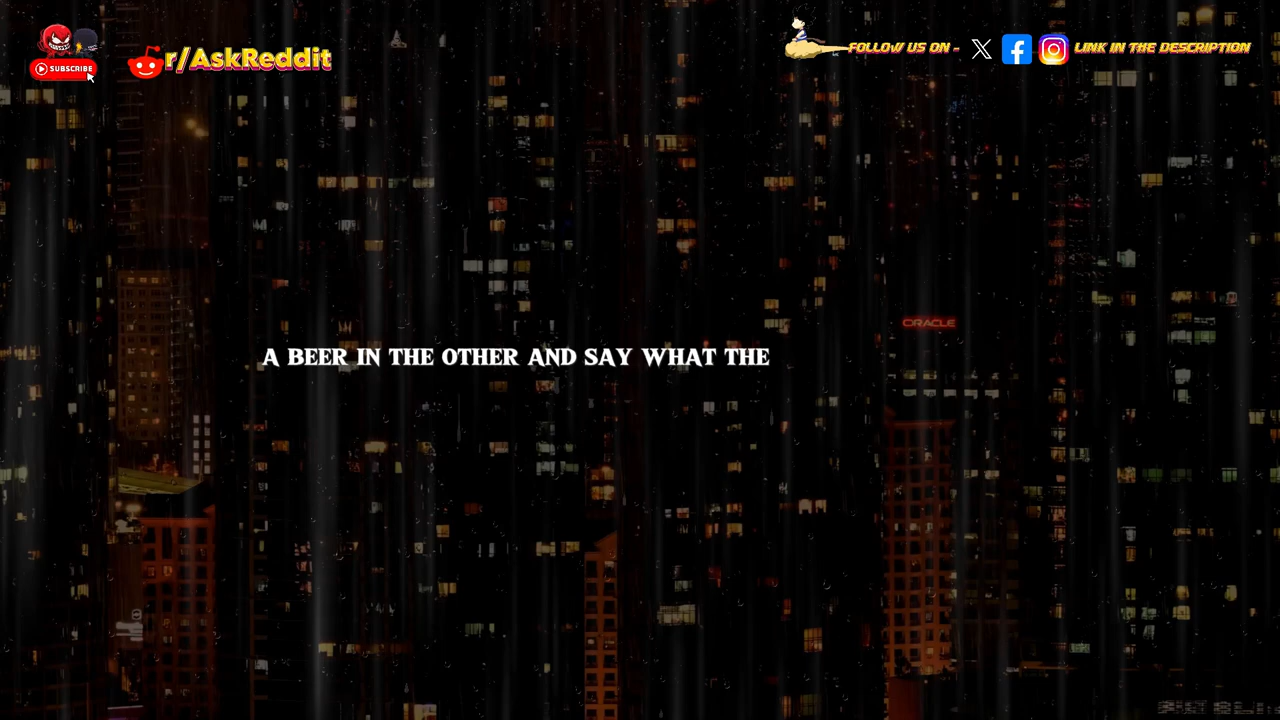 SUBSCRIBE
r/AskReddit
FOLLOW US ON -
LINK IN THE DESCRIPTION
ORACLE
A BEER IN THE OTHER AND SAY WHAT THE